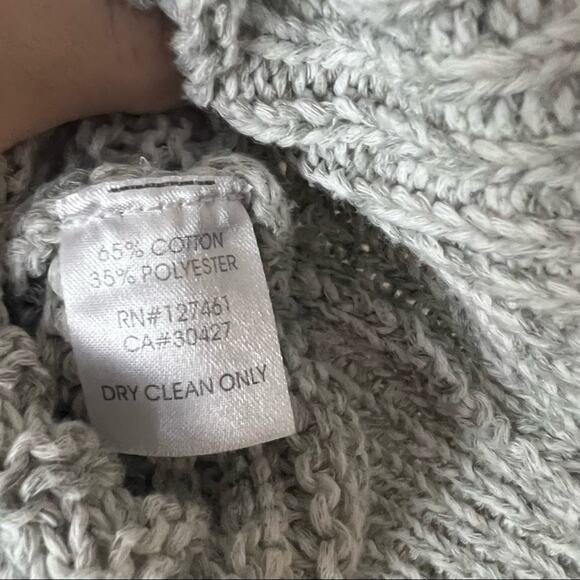 65% COTTON
35% POLYESTER
RN#127461
CA#30427
DRY CLEAN ONLY